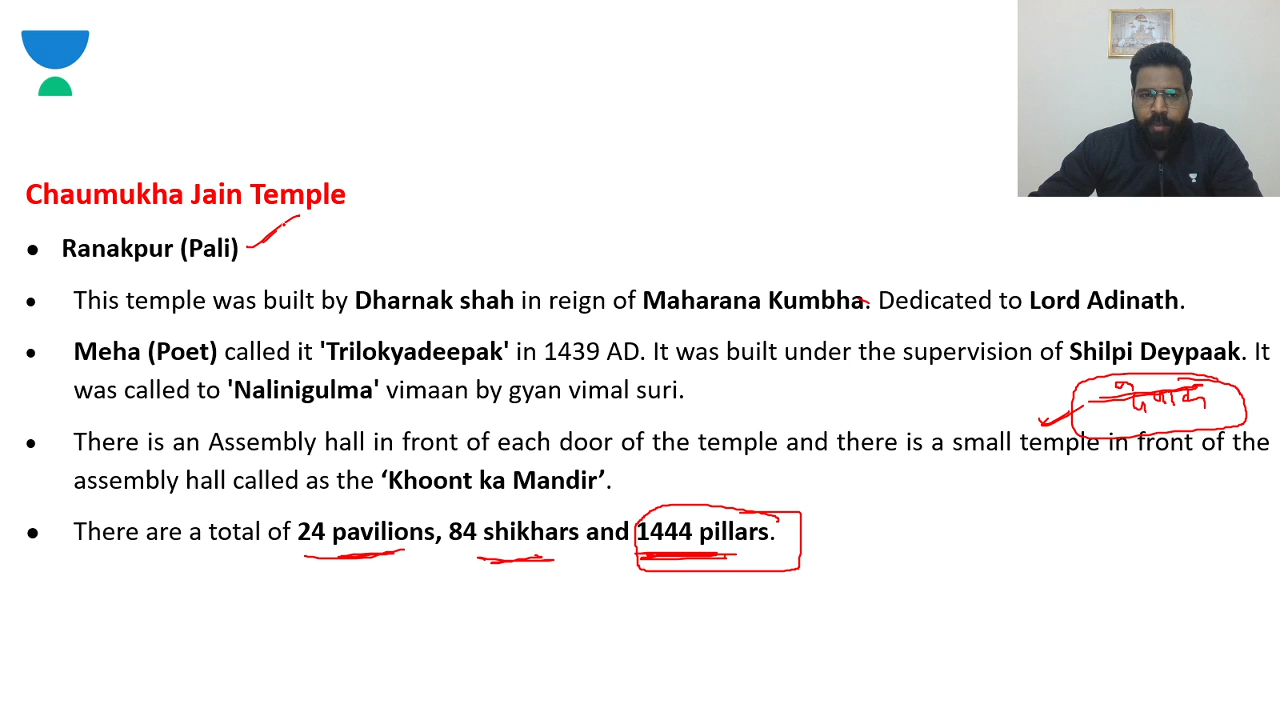 Chaumukha Jain Temple
● Ranakpur (Pali)
● This temple was built by Dharnak shah in reign of Maharana Kumbha. Dedicated to Lord Adinath.
● Meha (Poet) called it 'Trilokyadeepak' in 1439 AD. It was built under the supervision of Shilpi Deypaak. It
was called to 'Nalinigulma' vimaan by gyan vimal suri.
● There is an Assembly hall in front of each door of the temple and there is a small temple in front of the
assembly hall called as the ‘Khoont ka Mandir’.
● There are a total of 24 pavilions, 84 shikhars and 1444 pillars.